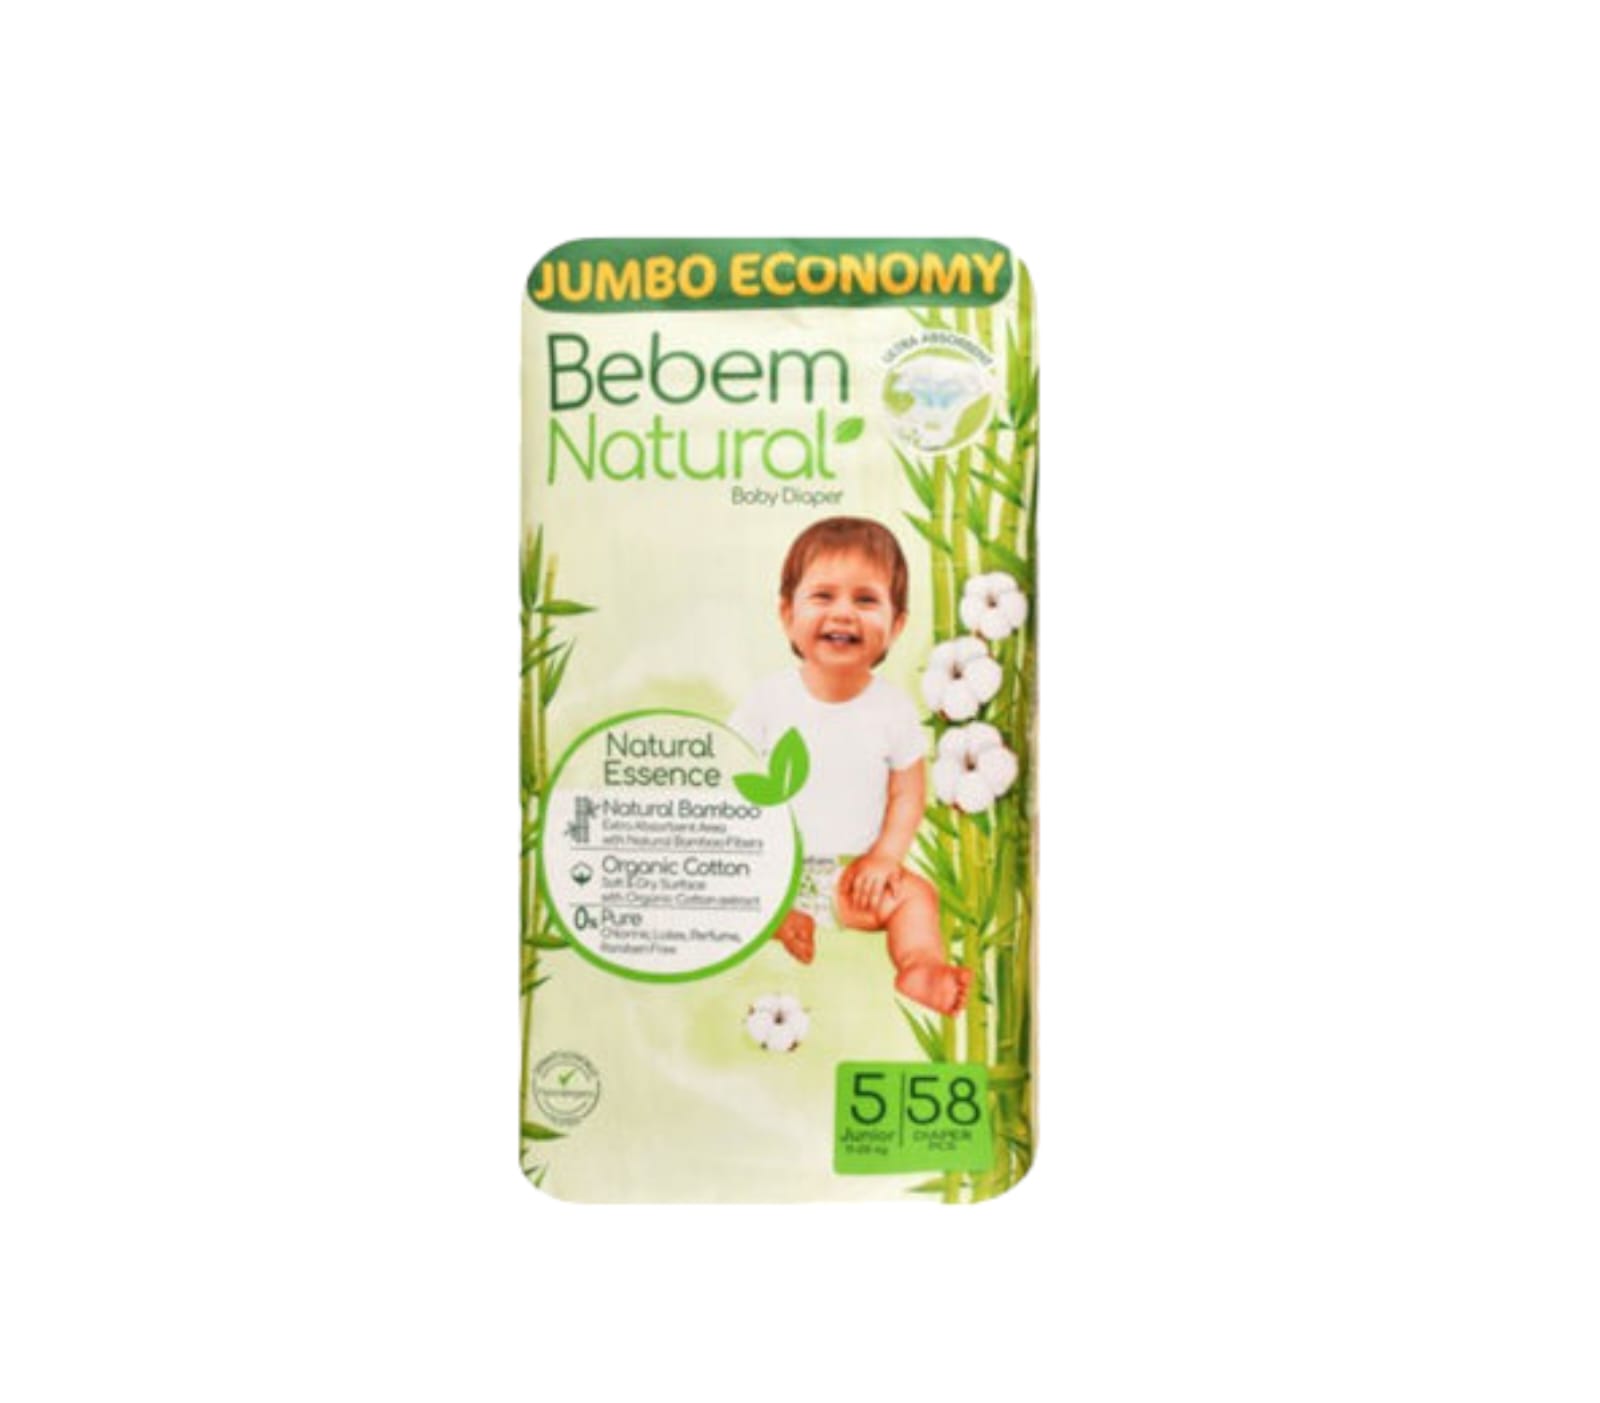 JUMBO ECONOMY
Bebem
Natural
Baby Diaper
ULTRA ABSORBENT
Natural
Essence
Natural Bamboo
Extra Absorbent Area
with Natural Bamboo Fibers
Organic Cotton
Soft & Dry Surface
with Organic Cotton extract
0% Pure
Chlorine, Latex, Perfume,
Paraben Free
5 58
Junior DIAPER
PCS